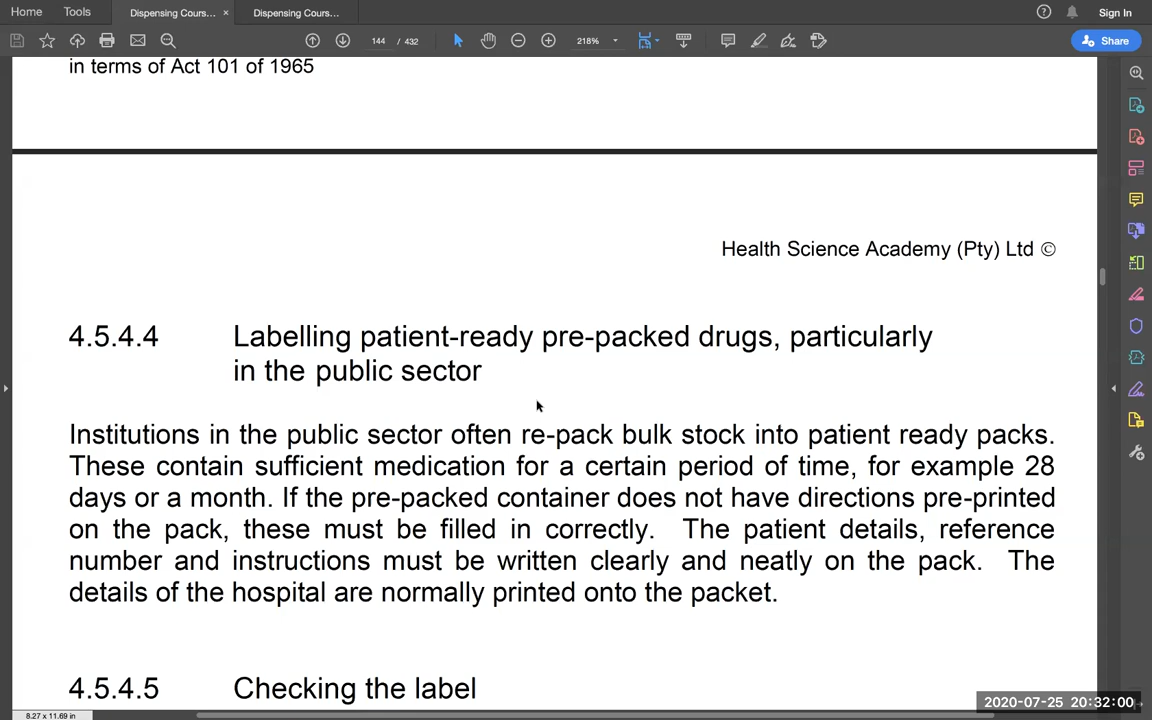 Home Tools Dispensing Cours... × Dispensing Cours... Sign In
144 / 432 218% Share
in terms of Act 101 of 1965
Health Science Academy (Pty) Ltd ©
4.5.4.4 Labelling patient-ready pre-packed drugs, particularly
in the public sector
Institutions in the public sector often re-pack bulk stock into patient ready packs.
These contain sufficient medication for a certain period of time, for example 28
days or a month. If the pre-packed container does not have directions pre-printed
on the pack, these must be filled in correctly. The patient details, reference
number and instructions must be written clearly and neatly on the pack. The
details of the hospital are normally printed onto the packet.
4.5.4.5 Checking the label
2020-07-25 20:32:00
8.27 x 11.69 in